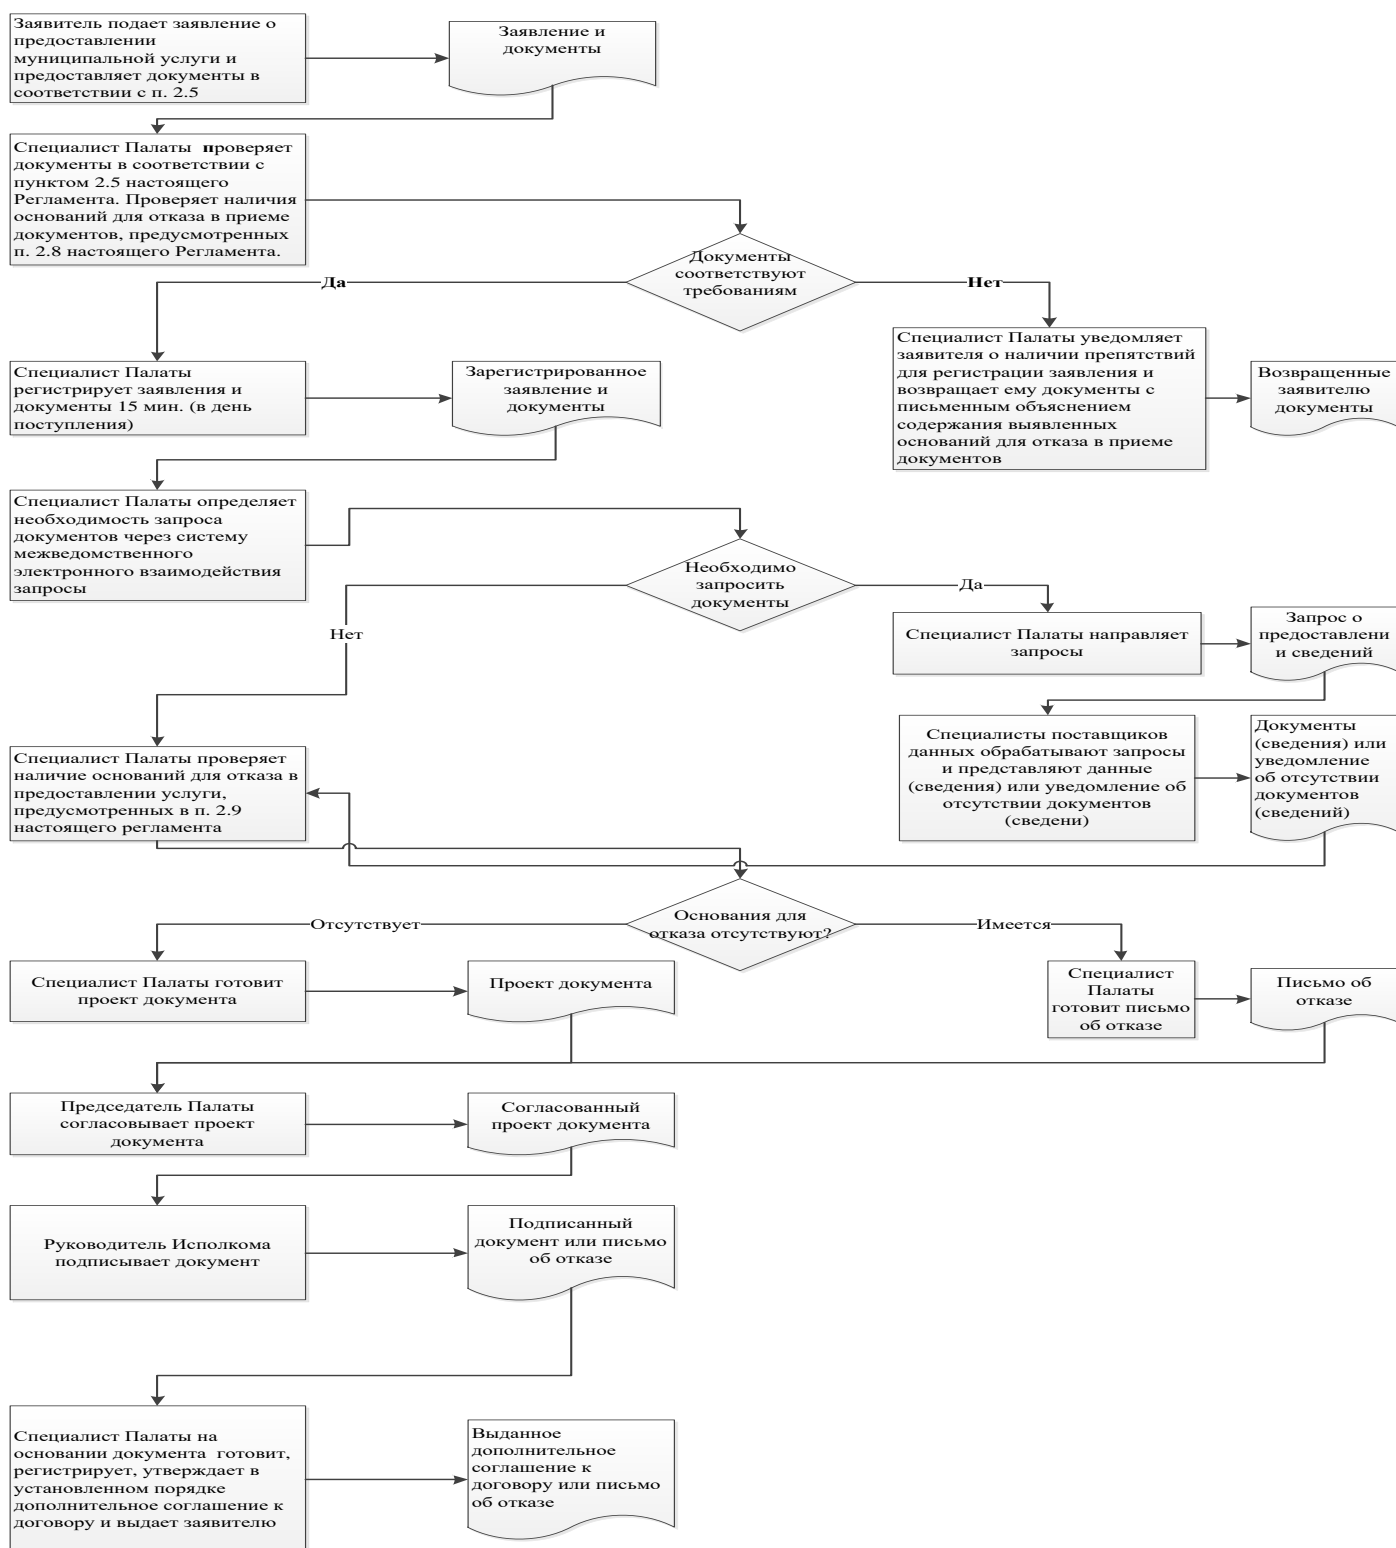 Заявитель подает заявление о
предоставлении
муниципальной услуги и
предоставляет документы в
соответствии с п. 2.5
Заявление и
документы
Специалист Палаты  проверяет
документы в соответствии с
пунктом 2.5 настоящего
Регламента. Проверяет наличия
оснований для отказа в приеме
документов, предусмотренных
п. 2.8 настоящего Регламента.
Документы
соответствуют
требованиям
Да
Нет
Специалист Палаты
регистрирует заявления и
документы 15 мин. (в день
поступления)
Зарегистрированное
заявление и
документы
Специалист Палаты уведомляет
заявителя о наличии препятствий
для регистрации заявления и
возвращает ему документы с
письменным объяснением
содержания выявленных
оснований для отказа в приеме
документов
Возвращенные
заявителю
документы
Специалист Палаты определяет
необходимость запроса
документов через систему
межведомственного
электронного взаимодействия
запросы
Необходимо
запросить
документы
Да
Нет
Специалист Палаты направляет
запросы
Запрос о
предоставлени
и сведений
Специалисты поставщиков
данных обрабатывают запросы
и представляют данные
(сведения) или уведомление об
отсутствии документов
(сведени)
Документы
(сведения) или
уведомление
об отсутствии
документов
(сведений)
Специалист Палаты проверяет
наличие оснований для отказа в
предоставлении услуги,
предусмотренных в п. 2.9
настоящего регламента
Основания для
отказа отсутствуют?
Отсутствует
Имеется
Специалист Палаты готовит
проект документа
Проект документа
Специалист
Палаты
готовит письмо
об отказе
Письмо об
отказе
Председатель Палаты
согласовывает проект
документа
Согласованный
проект документа
Руководитель Исполкома
подписывает документ
Подписанный
документ или письмо
об отказе
Специалист Палаты на
основании документа  готовит,
регистрирует, утверждает в
установленном порядке
дополнительное соглашение к
договору и выдает заявителю
Выданное
дополнительное
соглашение к
договору или письмо
об отказе